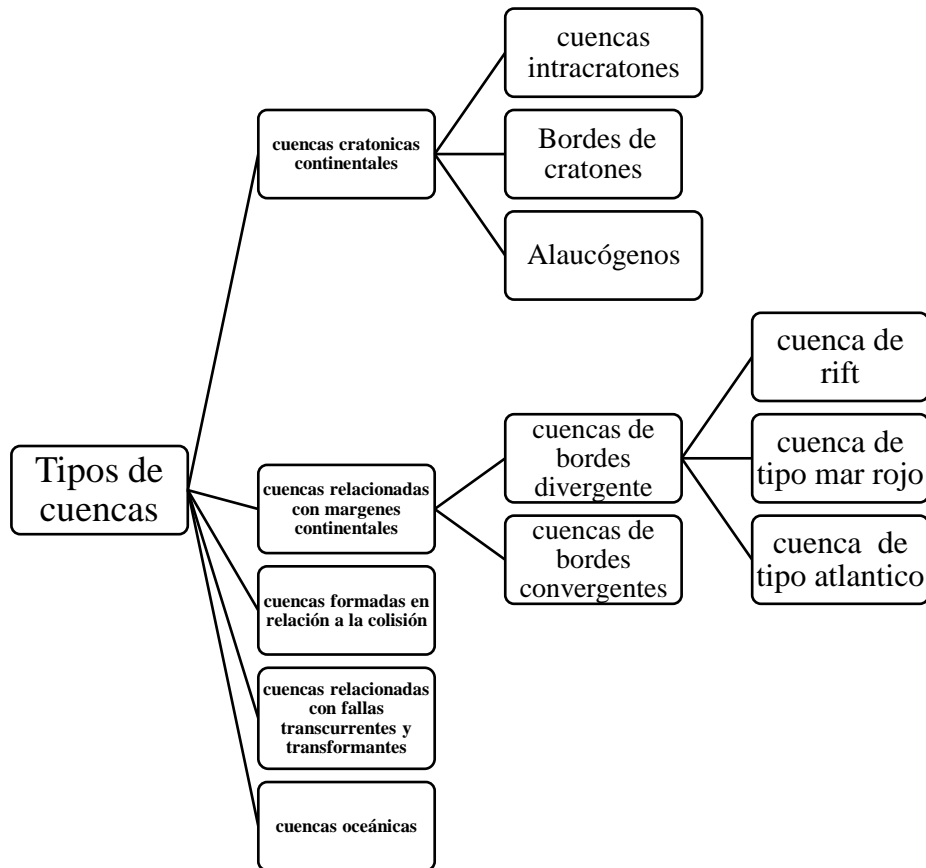 Tipos de
cuencas
cuencas cratonicas
continentales
cuencas
intracratones
Bordes de
cratones
Alaucógenos
cuencas relacionadas
con margenes
continentales
cuencas de
bordes
divergente
cuenca de
rift
cuenca de
tipo mar rojo
cuenca de
tipo atlantico
cuencas de
bordes
convergentes
cuencas formadas en
relación a la colisión
cuencas relacionadas
con fallas
transcurrentes y
transformantes
cuencas oceánicas